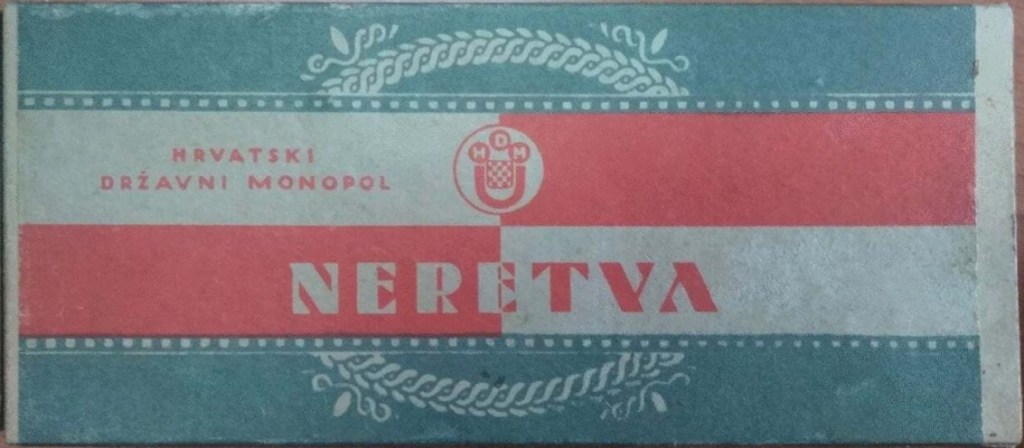 HRVATSKI
DRŽAVNI MONOPOL
HDM
U
NERETVA